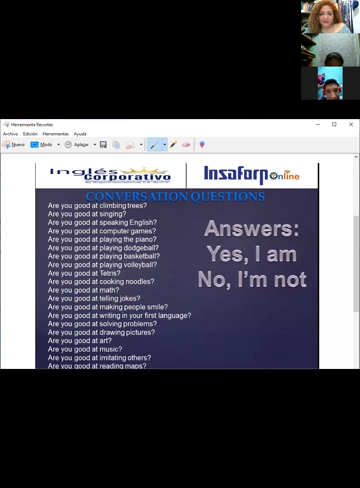 Herramienta Recortes
Archivo Edición Herramientas Ayuda
Nuevo Modo Aplazar
Inglés
corporativo
Insaforp Online
CONVERSATION QUESTIONS
Are you good at climbing trees?
Are you good at singing?
Are you good at speaking English?
Are you good at computer games?
Are you good at playing the piano?
Are you good at playing dodgeball?
Are you good at playing basketball?
Are you good at playing volleyball?
Are you good at Tetris?
Are you good at cooking noodles?
Are you good at math?
Are you good at telling jokes?
Are you good at making people smile?
Are you good at writing in your first language?
Are you good at solving problems?
Are you good at drawing pictures?
Are you good at art?
Are you good at music?
Are you good at imitating others?
Are you good at reading maps?
Answers:
Yes, I am
No, I'm not